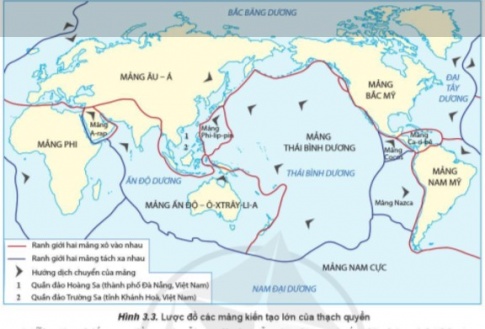 BẮC BĂNG DƯƠNG
MẢNG ÂU – Á
MẢNG
BẮC MỸ
ĐẠI
TÂY
DƯƠNG
Mảng
A-rap
MẢNG PHI
1
2
Mảng
Phi-lip-pin
MẢNG
THÁI BÌNH DƯƠNG
THÁI BÌNH DƯƠNG
Mảng
Ca-ri-bê
Mảng
Cocos
MẢNG
NAM MỸ
Mảng Nazca
ẤN ĐỘ DƯƠNG
MẢNG ẤN ĐỘ – Ô-XTRÂY-LI-A
MẢNG NAM CỰC
NAM ĐẠI DƯƠNG
Ranh giới hai mảng xô vào nhau
Ranh giới hai mảng tách xa nhau
Hướng dịch chuyển của mảng
1 Quần đảo Hoàng Sa (thành phố Đà Nẵng, Việt Nam)
2 Quần đảo Trường Sa (tỉnh Khánh Hoà, Việt Nam)
Hình 3.3. Lược đồ các mảng kiến tạo lớn của thạch quyển